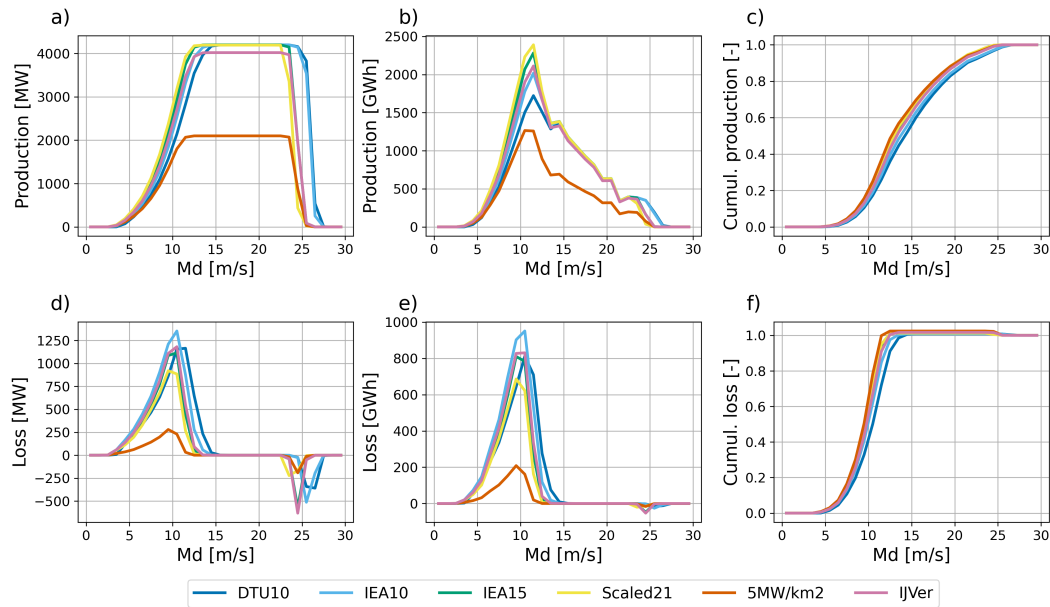 a)
Production [MW]
4000
3000
2000
1000
0
0 5 10 15 20 25 30
Md [m/s]
b)
Production [GWh]
2500
2000
1500
1000
500
0
0 5 10 15 20 25 30
Md [m/s]
c)
Cumul. production [-]
1.0
0.8
0.6
0.4
0.2
0.0
0 5 10 15 20 25 30
Md [m/s]
d)
Loss [MW]
1250
1000
750
500
250
0
−250
−500
0 5 10 15 20 25 30
Md [m/s]
e)
Loss [GWh]
1000
800
600
400
200
0
0 5 10 15 20 25 30
Md [m/s]
f)
Cumul. loss [-]
1.0
0.8
0.6
0.4
0.2
0.0
0 5 10 15 20 25 30
Md [m/s]
DTU10 IEA10 IEA15 Scaled21 5MW/km2 IJVer